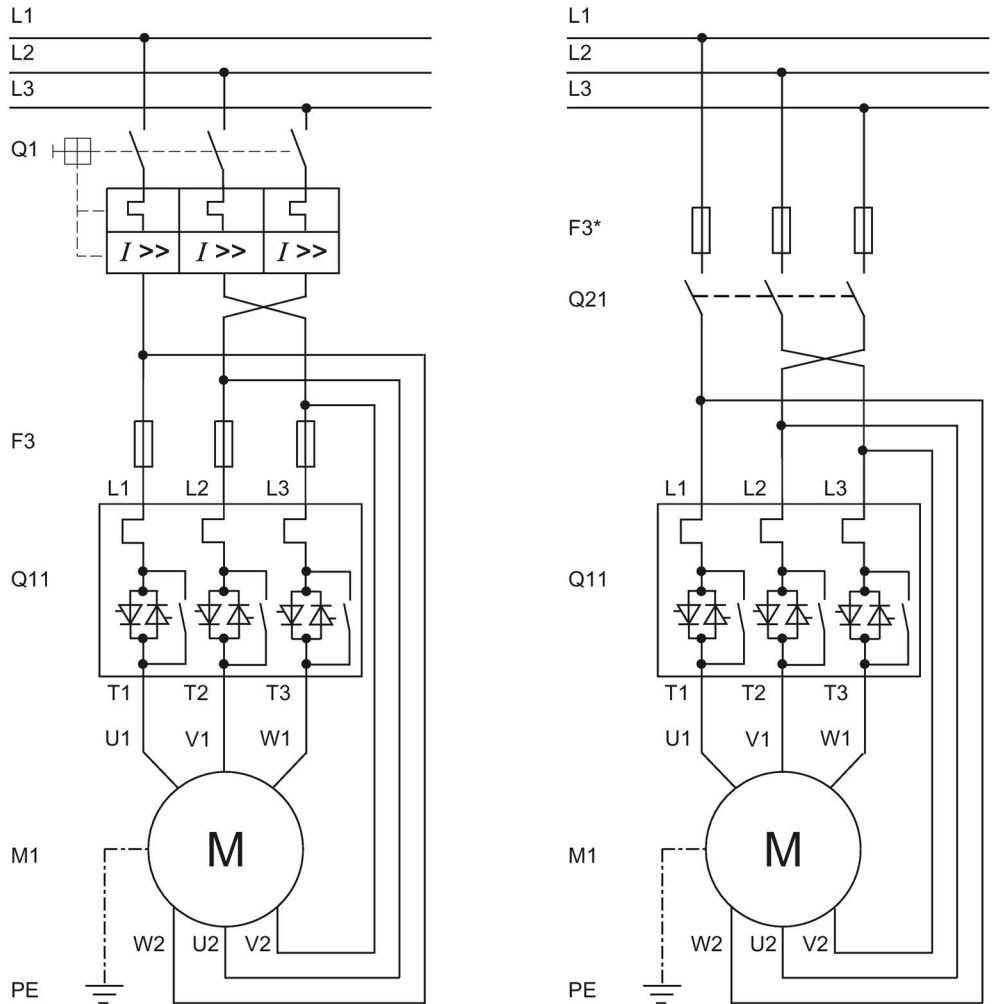 L1
L2
L3
Q1
I >> I >> I >>
F3
L1 L2 L3
Q11
T1 T2 T3
U1 V1 W1
M
M1
W2 U2 V2
PE
L1
L2
L3
F3*
Q21
L1 L2 L3
Q11
T1 T2 T3
U1 V1 W1
M
M1
W2 U2 V2
PE